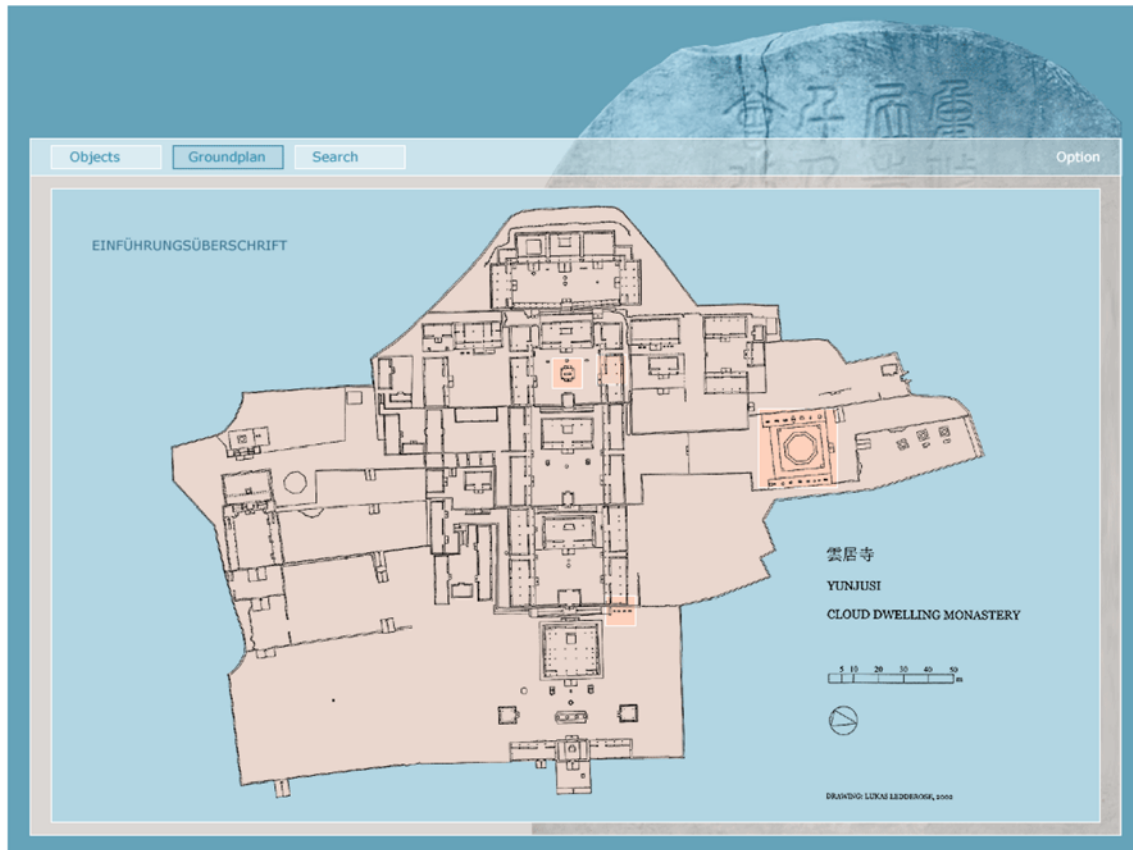 Objects
Groundplan
Search
Option
EINFÜHRUNGSÜBERSCHRIFT
雲居寺
YUNJUSI
CLOUD DWELLING MONASTERY
5 10 20 30 40 50
m
DRAWING: LUKAS LEDDEROSE, 2002